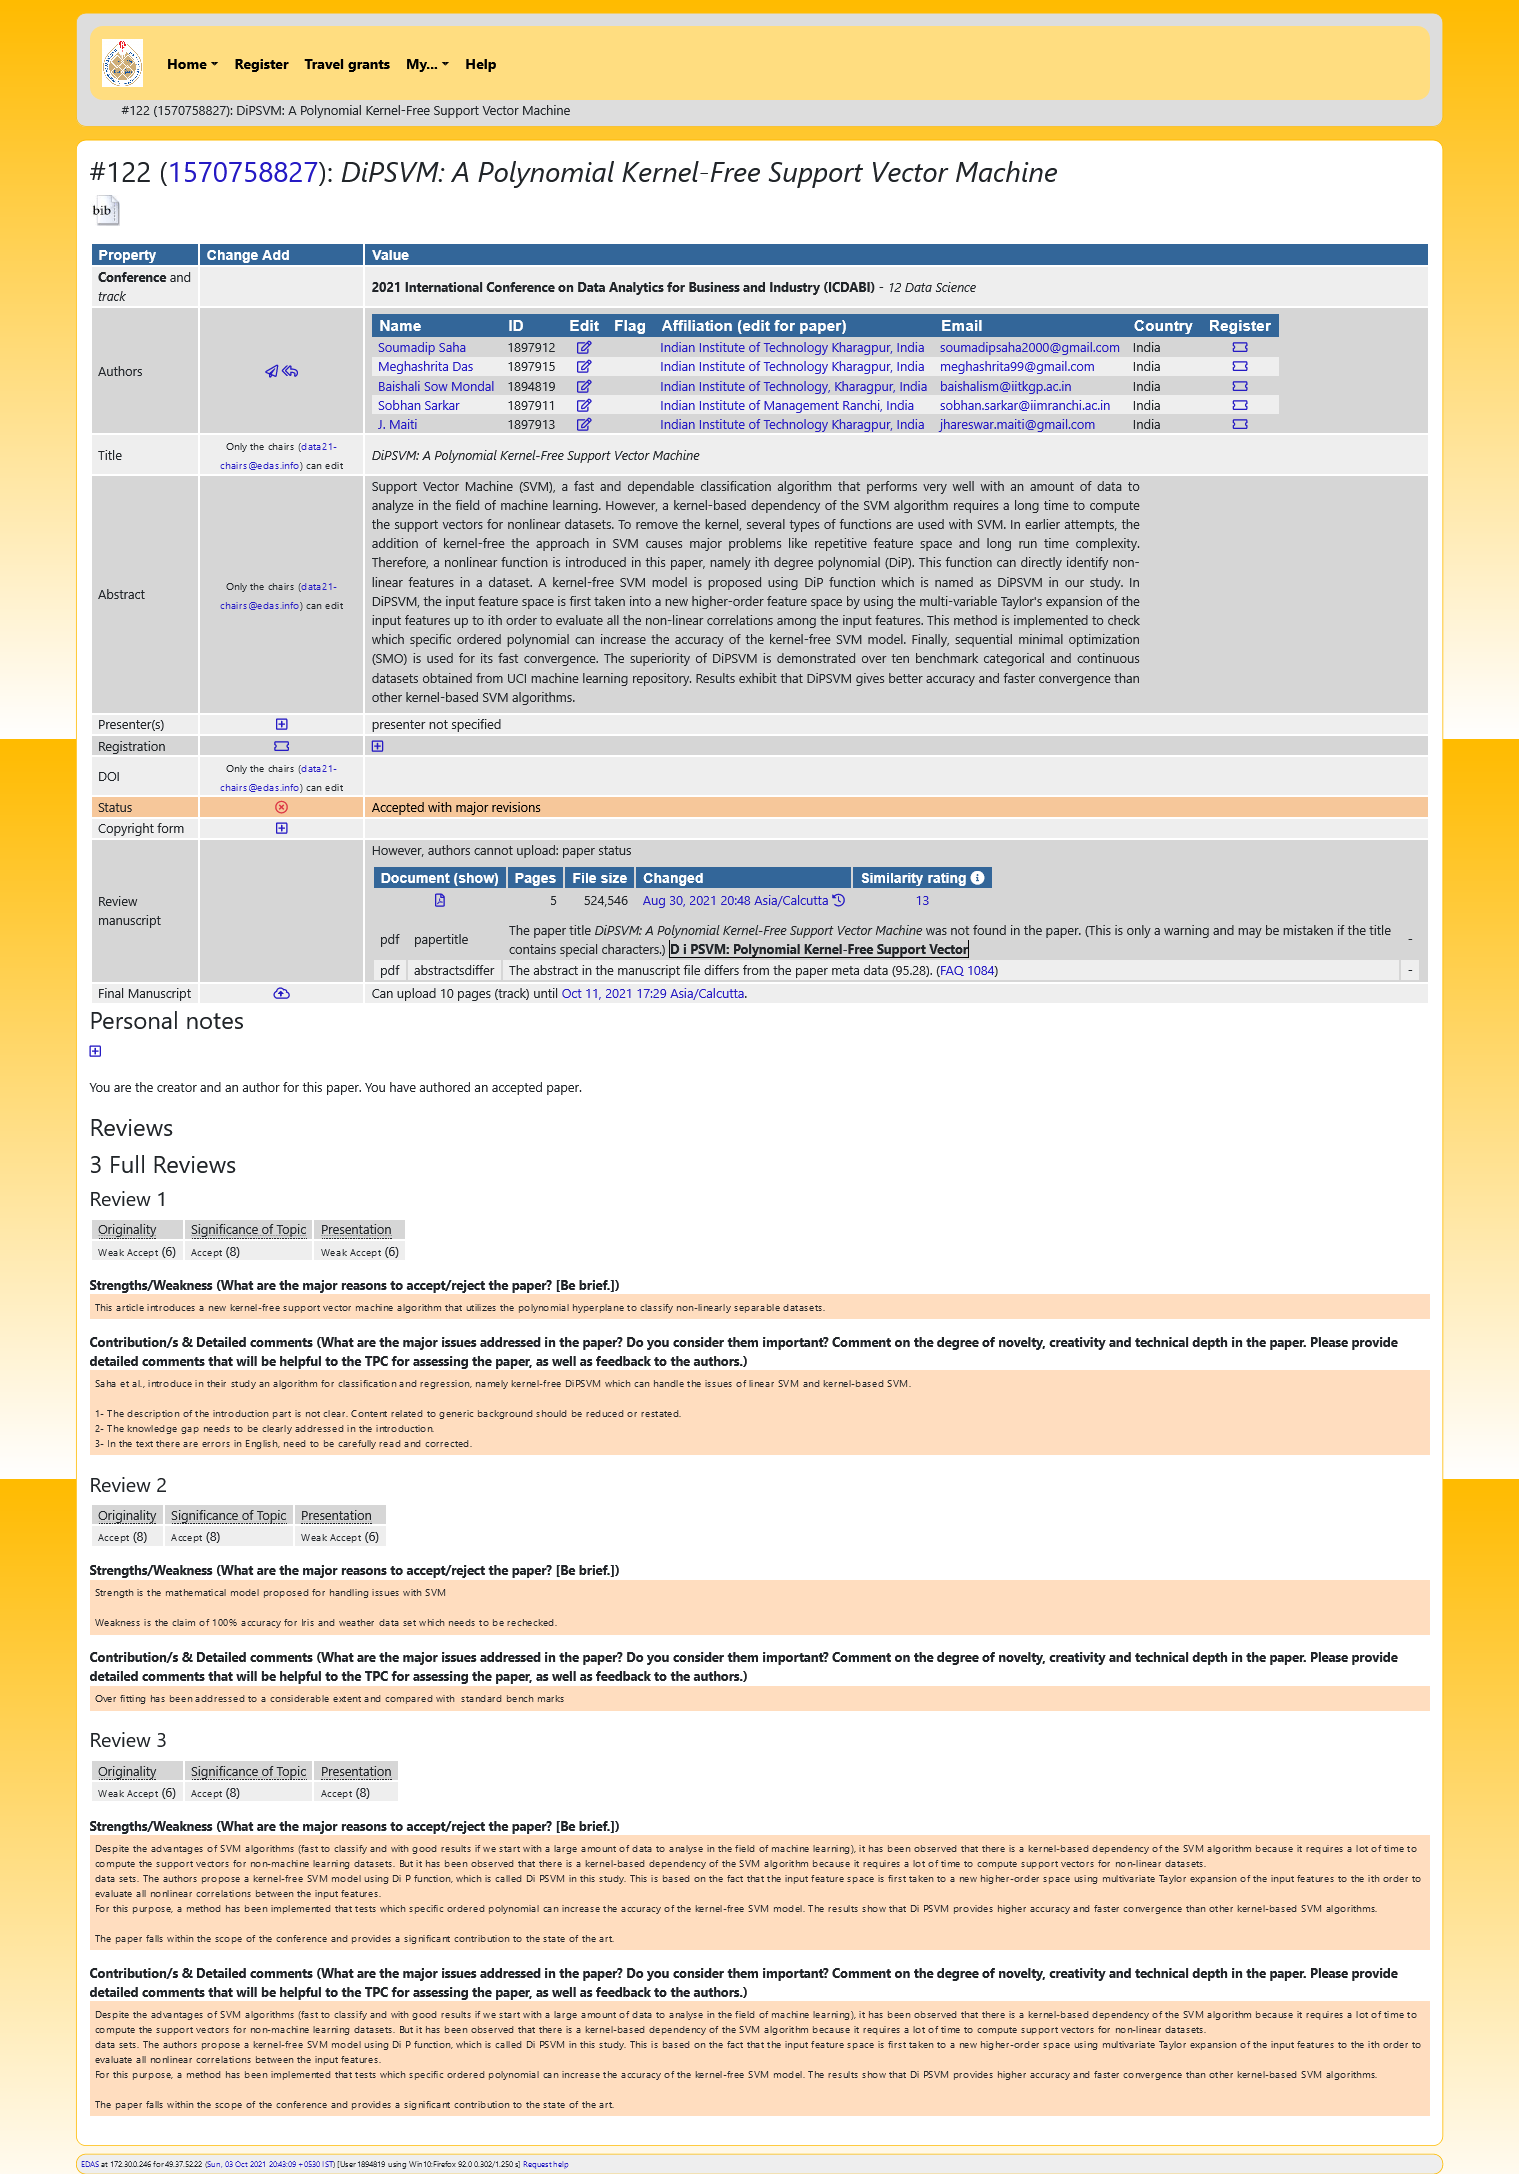 Home Register Travel grants My... Help
#122 (1570758827): DiPSVM: A Polynomial Kernel-Free Support Vector Machine
#122 (1570758827): DiPSVM: A Polynomial Kernel-Free Support Vector Machine
bib
Property Change Add Value
Conference and
track
2021 International Conference on Data Analytics for Business and Industry (ICDABI) - 12 Data Science
Authors
Name ID Edit Flag Affiliation (edit for paper) Email Country Register
Soumadip Saha 1897912 Indian Institute of Technology Kharagpur, India soumadipsaha2000@gmail.com India
Meghashrita Das 1897915 Indian Institute of Technology Kharagpur, India meghashrita99@gmail.com India
Baishali Sow Mondal 1894819 Indian Institute of Technology, Kharagpur, India baishalism@iitkgp.ac.in India
Sobhan Sarkar 1897911 Indian Institute of Management Ranchi, India sobhan.sarkar@iimranchi.ac.in India
J. Maiti 1897913 Indian Institute of Technology Kharagpur, India jhareswar.maiti@gmail.com India
Title
Only the chairs (data21-
chairs@edas.info) can edit
DiPSVM: A Polynomial Kernel-Free Support Vector Machine
Abstract
Only the chairs (data21-
chairs@edas.info) can edit
Support Vector Machine (SVM), a fast and dependable classification algorithm that performs very well with an amount of data to
analyze in the field of machine learning. However, a kernel-based dependency of the SVM algorithm requires a long time to compute
the support vectors for nonlinear datasets. To remove the kernel, several types of functions are used with SVM. In earlier attempts, the
addition of kernel-free the approach in SVM causes major problems like repetitive feature space and long run time complexity.
Therefore, a nonlinear function is introduced in this paper, namely ith degree polynomial (DiP). This function can directly identify non-
linear features in a dataset. A kernel-free SVM model is proposed using DiP function which is named as DiPSVM in our study. In
DiPSVM, the input feature space is first taken into a new higher-order feature space by using the multi-variable Taylor's expansion of the
input features up to ith order to evaluate all the non-linear correlations among the input features. This method is implemented to check
which specific ordered polynomial can increase the accuracy of the kernel-free SVM model. Finally, sequential minimal optimization
(SMO) is used for its fast convergence. The superiority of DiPSVM is demonstrated over ten benchmark categorical and continuous
datasets obtained from UCI machine learning repository. Results exhibit that DiPSVM gives better accuracy and faster convergence than
other kernel-based SVM algorithms.
Presenter(s) presenter not specified
Registration
DOI
Only the chairs (data21-
chairs@edas.info) can edit
Status Accepted with major revisions
Copyright form
Review
manuscript
However, authors cannot upload: paper status
Document (show) Pages File size Changed Similarity rating
5 524,546 Aug 30, 2021 20:48 Asia/Calcutta 13
pdf papertitle
The paper title DiPSVM: A Polynomial Kernel-Free Support Vector Machine was not found in the paper. (This is only a warning and may be mistaken if the title
contains special characters.) D i PSVM: Polynomial Kernel-Free Support Vector
-
pdf abstractsdiffer The abstract in the manuscript file differs from the paper meta data (95.28). (FAQ 1084) -
Final Manuscript Can upload 10 pages (track) until Oct 11, 2021 17:29 Asia/Calcutta.
Personal notes
You are the creator and an author for this paper. You have authored an accepted paper.
Reviews
3 Full Reviews
Review 1
Originality Significance of Topic Presentation
Weak Accept (6) Accept (8) Weak Accept (6)
Strengths/Weakness (What are the major reasons to accept/reject the paper? [Be brief.])
This article introduces a new kernel-free support vector machine algorithm that utilizes the polynomial hyperplane to classify non-linearly separable datasets.
Contribution/s & Detailed comments (What are the major issues addressed in the paper? Do you consider them important? Comment on the degree of novelty, creativity and technical depth in the paper. Please provide
detailed comments that will be helpful to the TPC for assessing the paper, as well as feedback to the authors.)
Saha et al., introduce in their study an algorithm for classification and regression, namely kernel-free DiPSVM which can handle the issues of linear SVM and kernel-based SVM.
1- The description of the introduction part is not clear. Content related to generic background should be reduced or restated.
2- The knowledge gap needs to be clearly addressed in the introduction.
3- In the text there are errors in English, need to be carefully read and corrected.
Review 2
Originality Significance of Topic Presentation
Accept (8) Accept (8) Weak Accept (6)
Strengths/Weakness (What are the major reasons to accept/reject the paper? [Be brief.])
Strength is the mathematical model proposed for handling issues with SVM
Weakness is the claim of 100% accuracy for Iris and weather data set which needs to be rechecked.
Contribution/s & Detailed comments (What are the major issues addressed in the paper? Do you consider them important? Comment on the degree of novelty, creativity and technical depth in the paper. Please provide
detailed comments that will be helpful to the TPC for assessing the paper, as well as feedback to the authors.)
Over fitting has been addressed to a considerable extent and compared with standard bench marks
Review 3
Originality Significance of Topic Presentation
Weak Accept (6) Accept (8) Accept (8)
Strengths/Weakness (What are the major reasons to accept/reject the paper? [Be brief.])
Despite the advantages of SVM algorithms (fast to classify and with good results if we start with a large amount of data to analyse in the field of machine learning), it has been observed that there is a kernel-based dependency of the SVM algorithm because it requires a lot of time to
compute the support vectors for non-machine learning datasets. But it has been observed that there is a kernel-based dependency of the SVM algorithm because it requires a lot of time to compute support vectors for non-linear datasets.
data sets. The authors propose a kernel-free SVM model using Di P function, which is called Di PSVM in this study. This is based on the fact that the input feature space is first taken to a new higher-order space using multivariate Taylor expansion of the input features to the ith order to
evaluate all nonlinear correlations between the input features.
For this purpose, a method has been implemented that tests which specific ordered polynomial can increase the accuracy of the kernel-free SVM model. The results show that Di PSVM provides higher accuracy and faster convergence than other kernel-based SVM algorithms.
The paper falls within the scope of the conference and provides a significant contribution to the state of the art.
Contribution/s & Detailed comments (What are the major issues addressed in the paper? Do you consider them important? Comment on the degree of novelty, creativity and technical depth in the paper. Please provide
detailed comments that will be helpful to the TPC for assessing the paper, as well as feedback to the authors.)
Despite the advantages of SVM algorithms (fast to classify and with good results if we start with a large amount of data to analyse in the field of machine learning), it has been observed that there is a kernel-based dependency of the SVM algorithm because it requires a lot of time to
compute the support vectors for non-machine learning datasets. But it has been observed that there is a kernel-based dependency of the SVM algorithm because it requires a lot of time to compute support vectors for non-linear datasets.
data sets. The authors propose a kernel-free SVM model using Di P function, which is called Di PSVM in this study. This is based on the fact that the input feature space is first taken to a new higher-order space using multivariate Taylor expansion of the input features to the ith order to
evaluate all nonlinear correlations between the input features.
For this purpose, a method has been implemented that tests which specific ordered polynomial can increase the accuracy of the kernel-free SVM model. The results show that Di PSVM provides higher accuracy and faster convergence than other kernel-based SVM algorithms.
The paper falls within the scope of the conference and provides a significant contribution to the state of the art.
EDAS at 172.30.0.246 for 49.37.52.22 (Sun, 03 Oct 2021 20:43:09 +0530 IST) [User 1894819 using Win10:Firefox 92.0 0.302/1.250 s] Request help